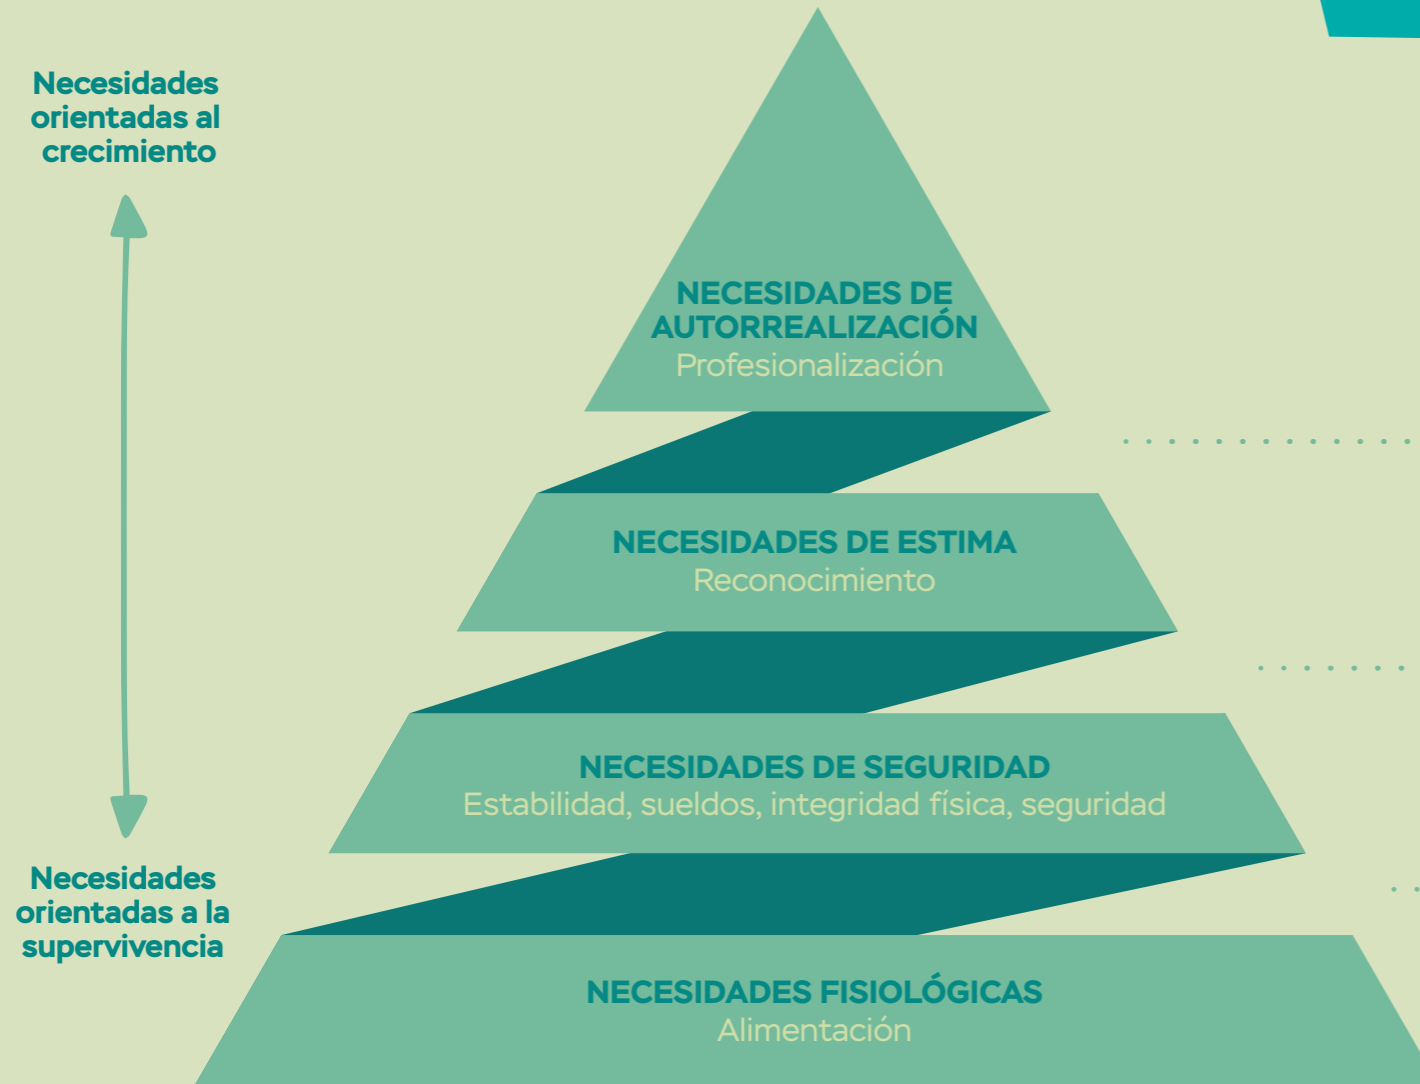 Necesidades
orientadas al
crecimiento
NECESIDADES DE
AUTORREALIZACIÓN
Profesionalización
NECESIDADES DE ESTIMA
Reconocimiento
NECESIDADES DE SEGURIDAD
Estabilidad, sueldos, integridad física, seguridad
Necesidades
orientadas a la
supervivencia
NECESIDADES FISIOLÓGICAS
Alimentación